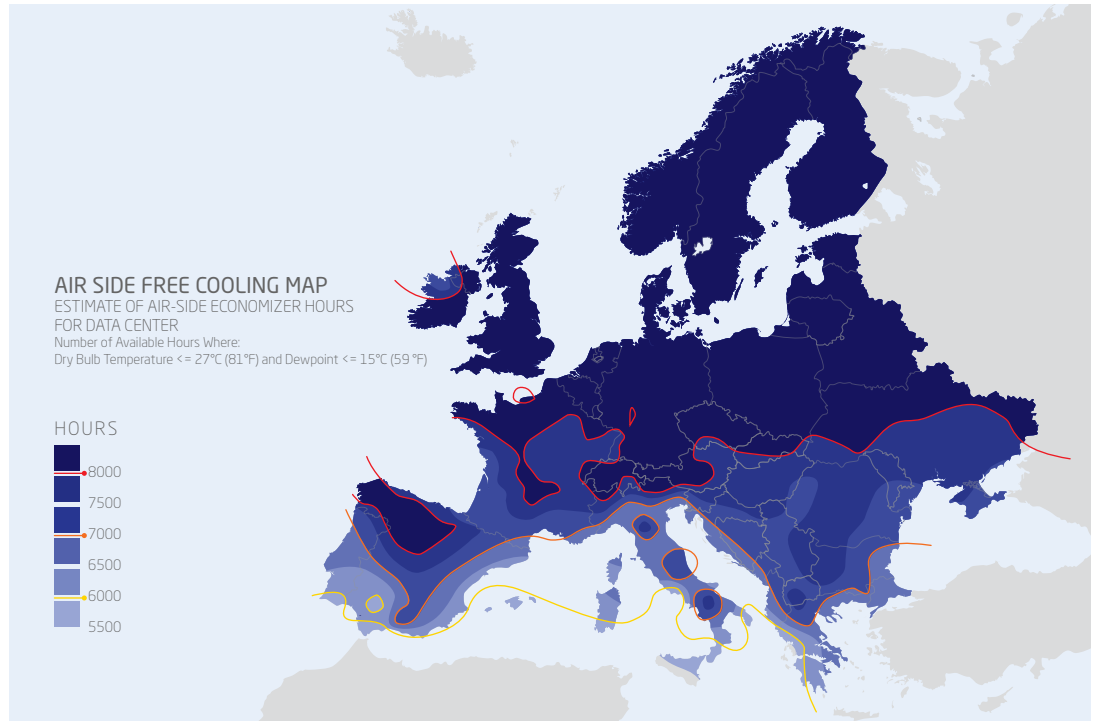 AIR SIDE FREE COOLING MAP
ESTIMATE OF AIR-SIDE ECONOMIZER HOURS
FOR DATA CENTER
Number of Available Hours Where:
Dry Bulb Temperature <= 27°C (81°F) and Dewpoint <= 15°C (59 °F)
HOURS
8000
7500
7000
6500
6000
5500